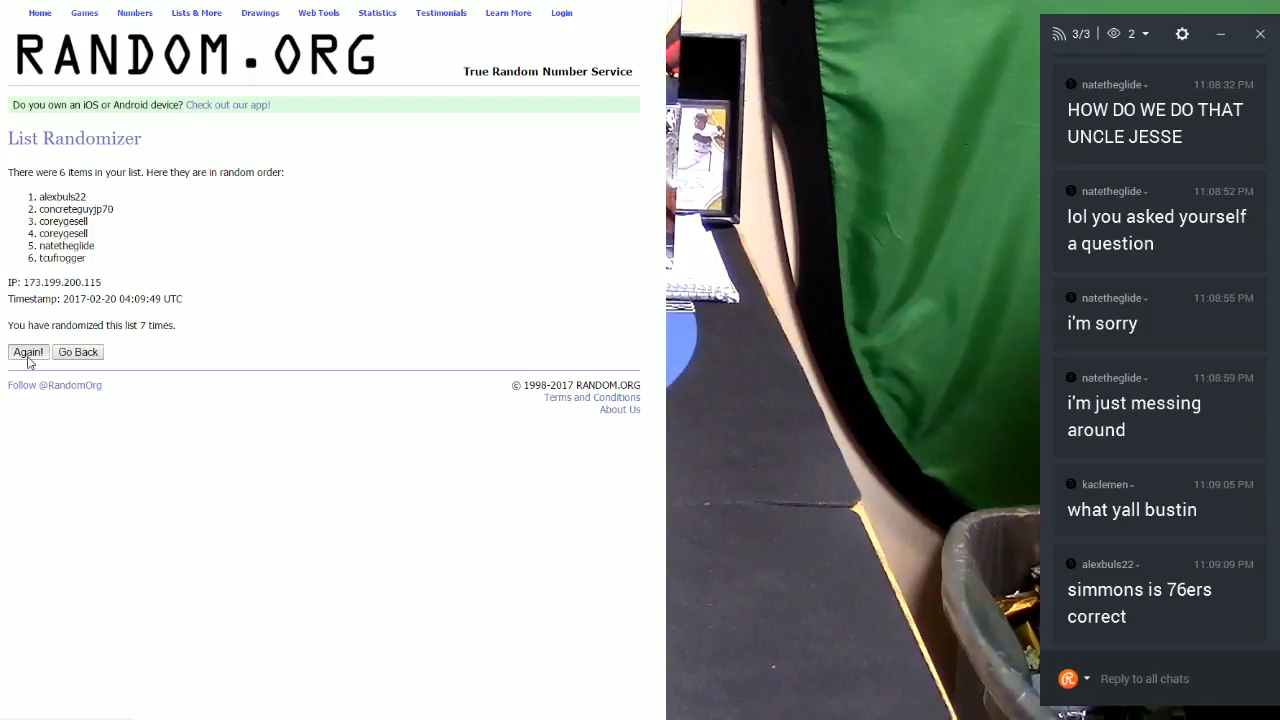 Home Games Numbers Lists & More Drawings Web Tools Statistics Testimonials Learn More Login
RANDOM.ORG
True Random Number Service
Do you own an iOS or Android device? Check out our app!
List Randomizer
There were 6 items in your list. Here they are in random order:
1. alexbuls22
2. concreteguyjp70
3. coreygesell
4. coreygesell
5. natetheglide
6. tcufrogger
IP: 173.199.200.115
Timestamp: 2017-02-20 04:09:49 UTC
You have randomized this list 7 times.
Again! Go Back
Follow @RandomOrg
© 1998-2017 RANDOM.ORG
Terms and Conditions
About Us
3/3 2
natetheglide 11:08:32 PM
HOW DO WE DO THAT
UNCLE JESSE
natetheglide 11:08:52 PM
lol you asked yourself
a question
natetheglide 11:08:55 PM
i'm sorry
natetheglide 11:08:59 PM
i'm just messing
around
kaclemen 11:09:05 PM
what yall bustin
alexbuls22 11:09:09 PM
simmons is 76ers
correct
Reply to all chats